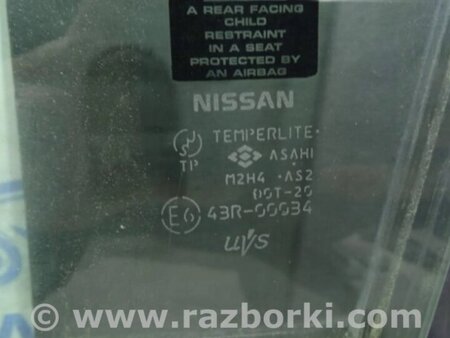 A REAR FACING
CHILD
RESTRAINT
IN A SEAT
PROTECTED BY
AN AIRBAG
NISSAN
TEMPERLITE·
TP ASAHI
M2H4 ·AS2
DOT-20
E6 43R-00034
UVS
www.razborki.com